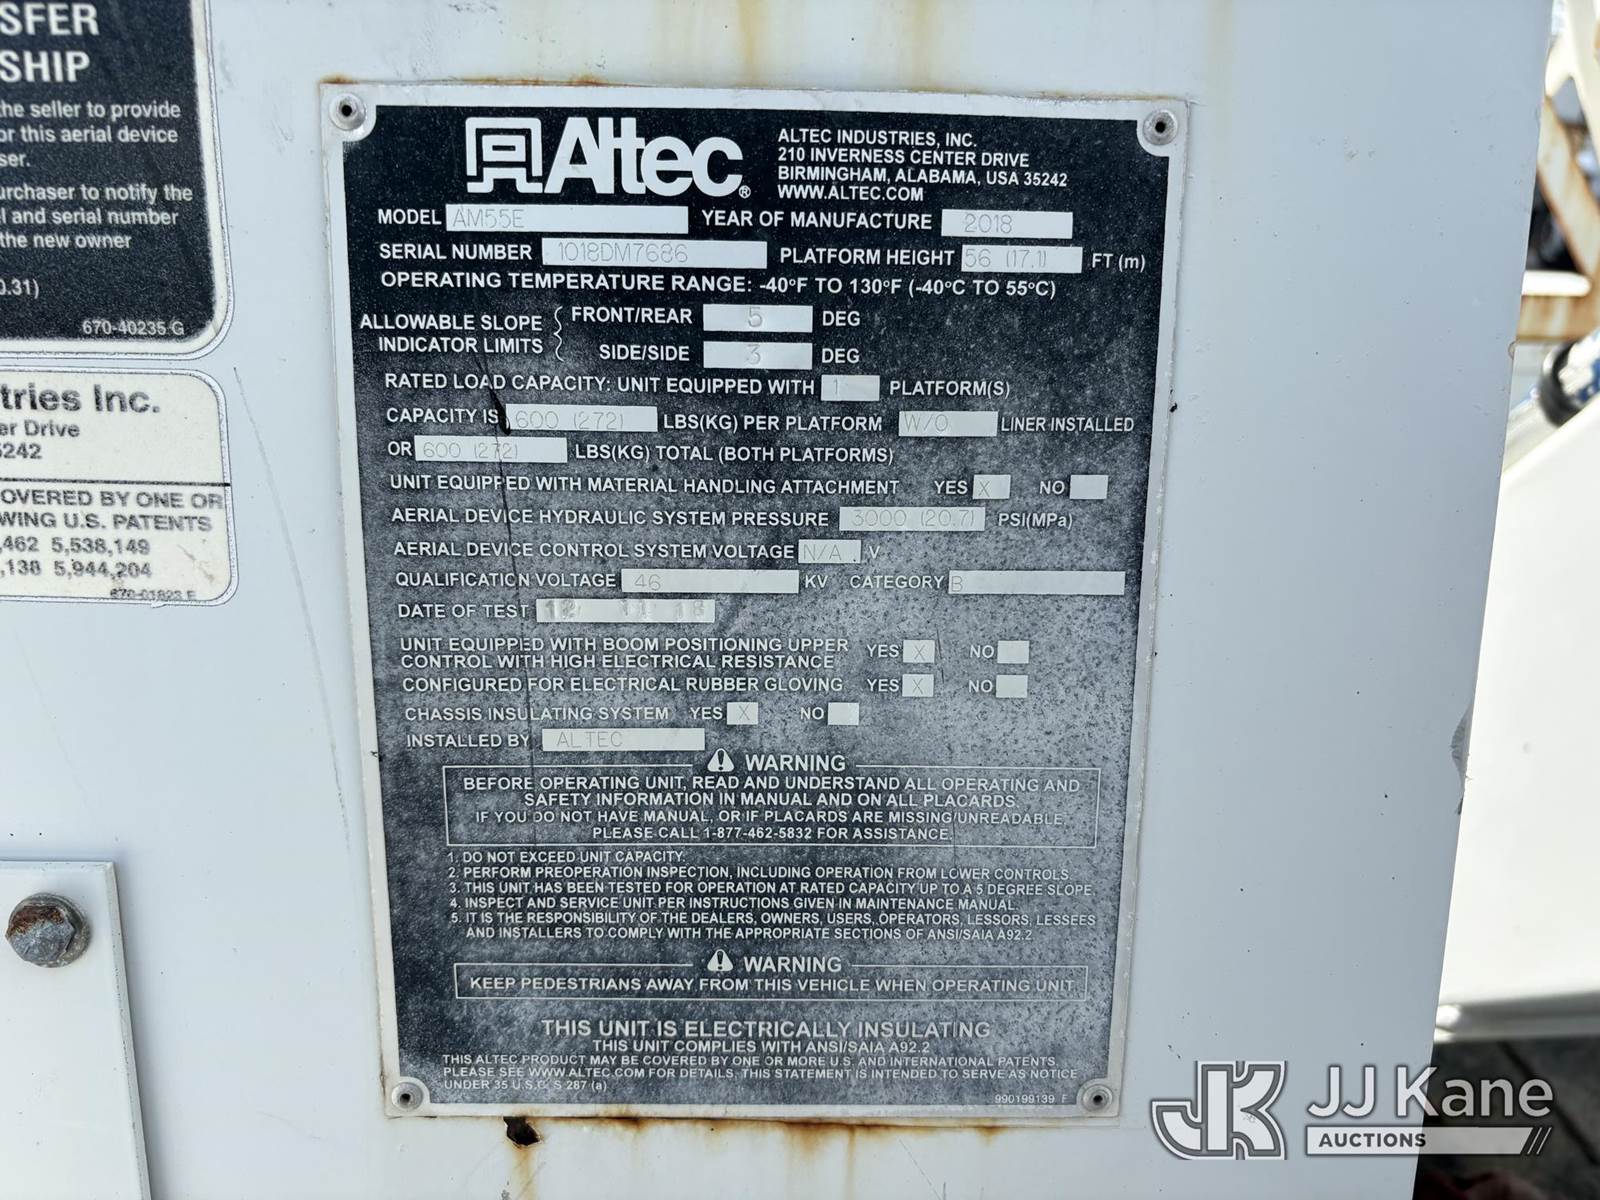 SFER
SHIP
the seller to provide
or this aerial device
ser.
urchaser to notify the
l and serial number
the new owner
0.31)
670-40235 G
tries Inc.
er Drive
5242
OVERED BY ONE OR
WING U.S. PATENTS
,462 5,538,149
,138 5,944,204
670-01823 E
Altec®
ALTEC INDUSTRIES, INC.
210 INVERNESS CENTER DRIVE
BIRMINGHAM, ALABAMA, USA 35242
WWW.ALTEC.COM
MODEL AM55E YEAR OF MANUFACTURE 2018
SERIAL NUMBER 1018DM7686 PLATFORM HEIGHT 56 (17.1) FT (m)
OPERATING TEMPERATURE RANGE: -40°F TO 130°F (-40°C TO 55°C)
ALLOWABLE SLOPE INDICATOR LIMITS
FRONT/REAR 5 DEG
SIDE/SIDE 3 DEG
RATED LOAD CAPACITY: UNIT EQUIPPED WITH 1 PLATFORM(S)
CAPACITY IS 600 (272) LBS(KG) PER PLATFORM W/O LINER INSTALLED
OR 600 (272) LBS(KG) TOTAL (BOTH PLATFORMS)
UNIT EQUIPPED WITH MATERIAL HANDLING ATTACHMENT YES X NO
AERIAL DEVICE HYDRAULIC SYSTEM PRESSURE 3000 (20.7) PSI(MPa)
AERIAL DEVICE CONTROL SYSTEM VOLTAGE N/A V
QUALIFICATION VOLTAGE 46 KV CATEGORY B
DATE OF TEST 12 11 18
UNIT EQUIPPED WITH BOOM POSITIONING UPPER
CONTROL WITH HIGH ELECTRICAL RESISTANCE YES X NO
CONFIGURED FOR ELECTRICAL RUBBER GLOVING YES X NO
CHASSIS INSULATING SYSTEM YES X NO
INSTALLED BY ALTEC
WARNING
BEFORE OPERATING UNIT, READ AND UNDERSTAND ALL OPERATING AND
SAFETY INFORMATION IN MANUAL AND ON ALL PLACARDS.
IF YOU DO NOT HAVE MANUAL, OR IF PLACARDS ARE MISSING/UNREADABLE,
PLEASE CALL 1-877-462-5832 FOR ASSISTANCE.
1. DO NOT EXCEED UNIT CAPACITY.
2. PERFORM PREOPERATION INSPECTION, INCLUDING OPERATION FROM LOWER CONTROLS.
3. THIS UNIT HAS BEEN TESTED FOR OPERATION AT RATED CAPACITY UP TO A 5 DEGREE SLOPE.
4. INSPECT AND SERVICE UNIT PER INSTRUCTIONS GIVEN IN MAINTENANCE MANUAL.
5. IT IS THE RESPONSIBILITY OF THE DEALERS, OWNERS, USERS, OPERATORS, LESSORS, LESSEES
AND INSTALLERS TO COMPLY WITH THE APPROPRIATE SECTIONS OF ANSI/SAIA A92.2
WARNING
KEEP PEDESTRIANS AWAY FROM THIS VEHICLE WHEN OPERATING UNIT
THIS UNIT IS ELECTRICALLY INSULATING
THIS UNIT COMPLIES WITH ANSI/SAIA A92.2
THIS ALTEC PRODUCT MAY BE COVERED BY ONE OR MORE U.S. AND INTERNATIONAL PATENTS.
PLEASE SEE WWW.ALTEC.COM FOR DETAILS. THIS STATEMENT IS INTENDED TO SERVE AS NOTICE
UNDER 35 U.S.C. S 287 (a)
990199139 F
JK JJ Kane
AUCTIONS